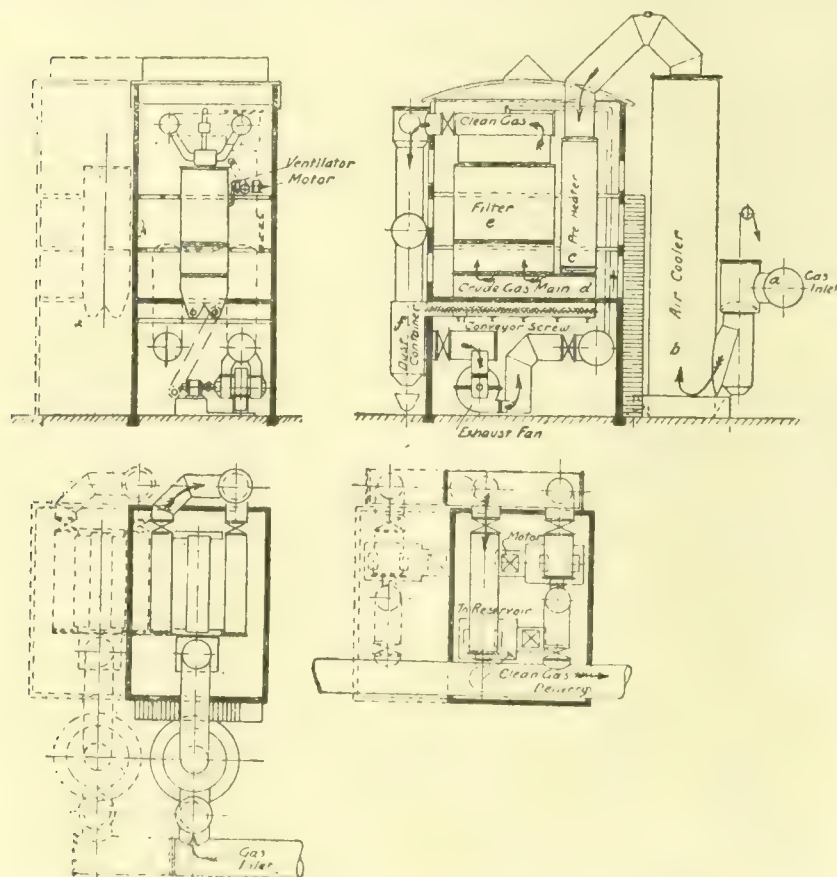 Ventilator
Motor
Clean Gas
Filter
e
c Pre Heater
Crude Gas Main d
Conveyor Screw
Dust Container
Exhaust Fan
Air Cooler
b
a
Gas
Inlet
Motor
To Reservoir
Clean Gas
Delivery
Gas
Inlet